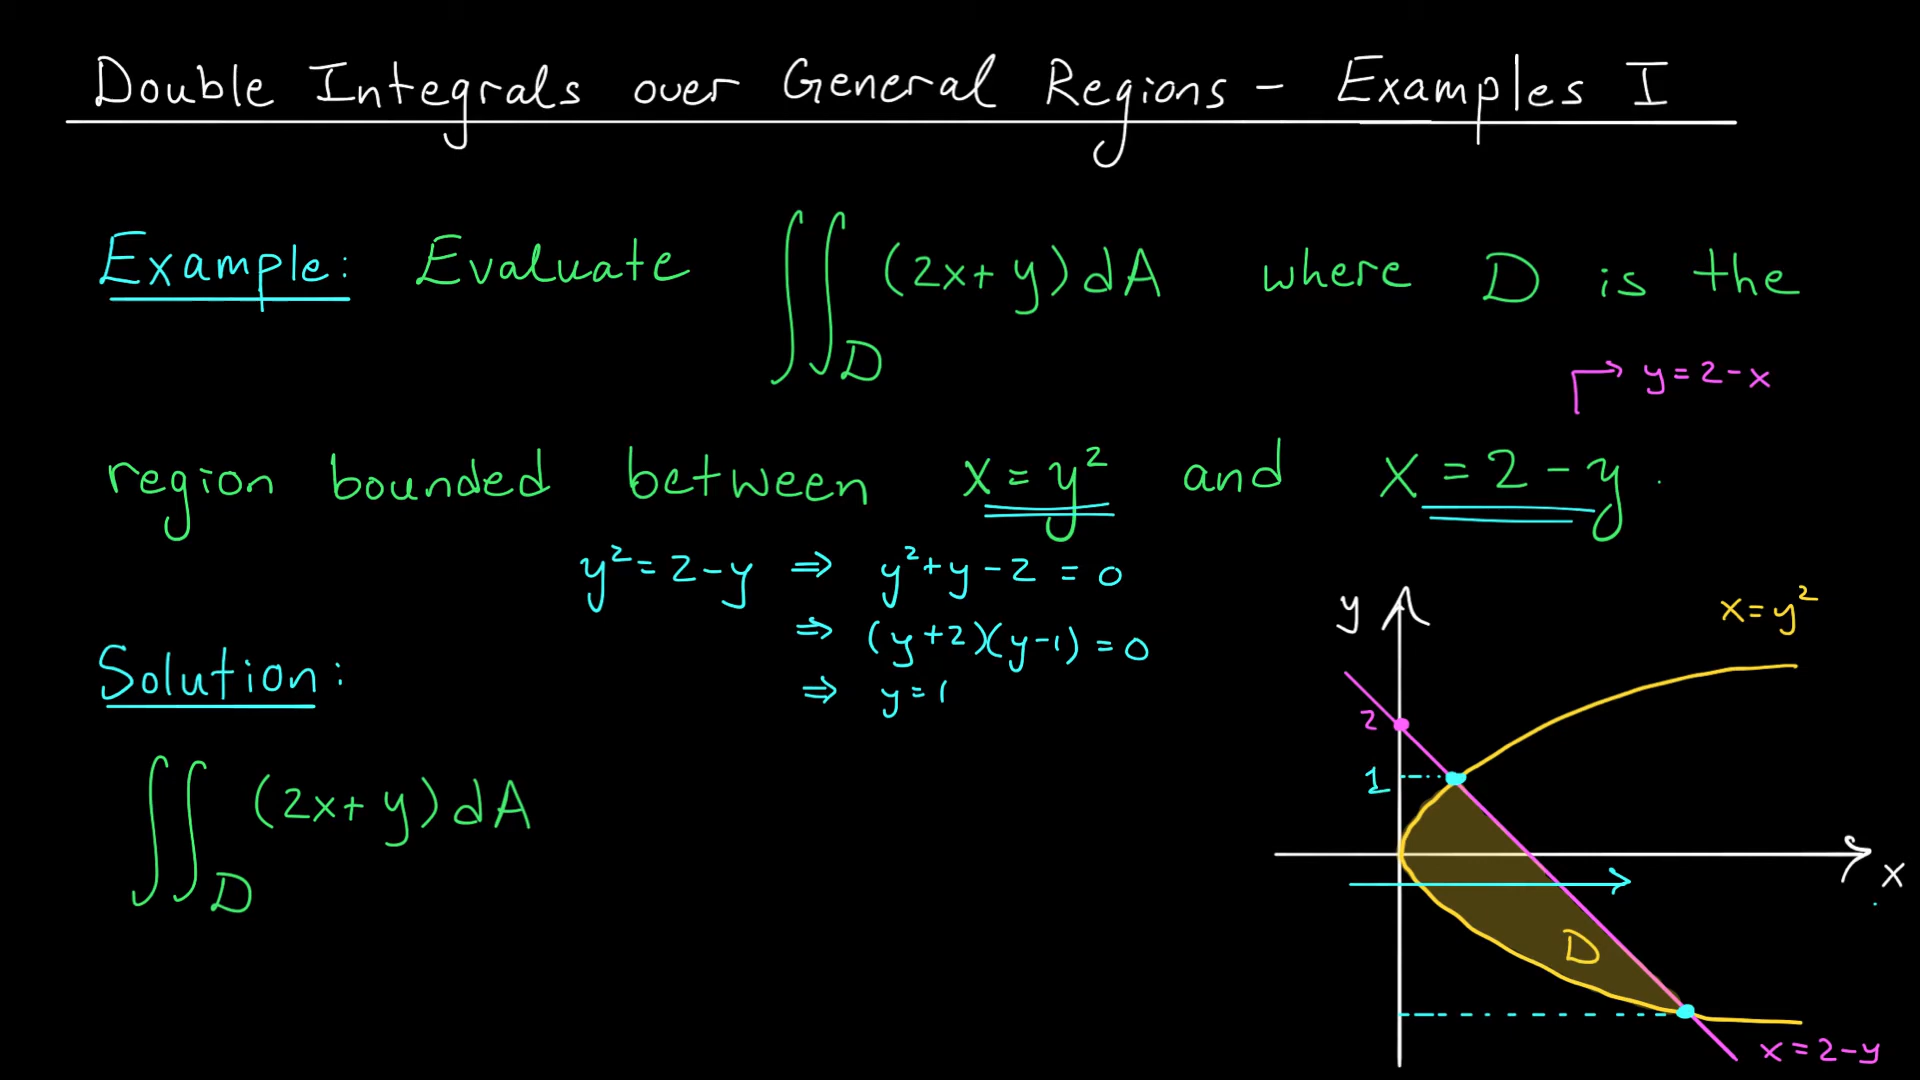 Double Integrals over General Regions - Examples I
Example: Evaluate ∬_D (2x+y)dA where D is the
→ y=2-x
region bounded between x=y² and x=2-y.
y²=2-y ⇒ y²+y-2=0
⇒ (y+2)(y-1)=0
⇒ y=1
Solution:
∬_D (2x+y)dA
y
x=y²
2
1
x
D
x=2-y